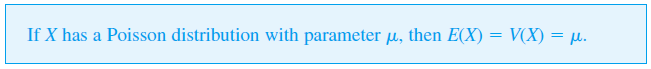 If X has a Poisson distribution with parameter μ, then E(X) = V(X) = μ.